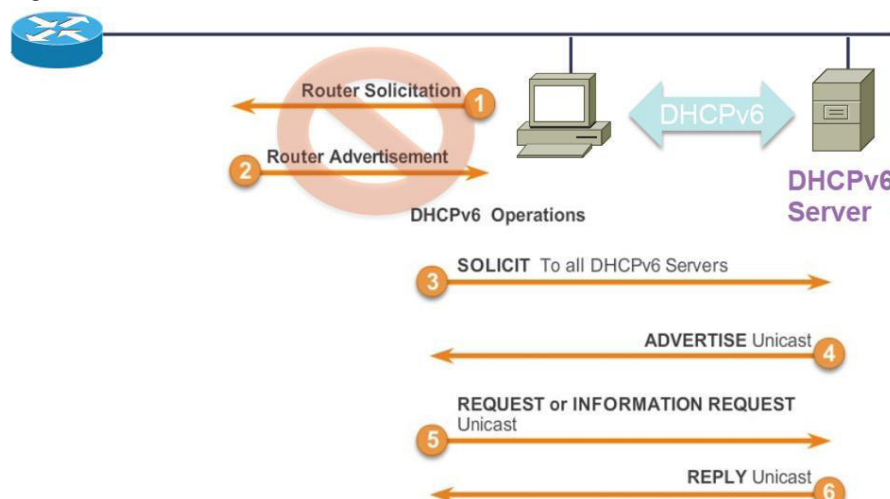 Router Solicitation 1
DHCPv6
2 Router Advertisement
DHCPv6
Server
DHCPv6 Operations
3 SOLICIT To all DHCPv6 Servers
ADVERTISE Unicast 4
REQUEST or INFORMATION REQUEST
5 Unicast
REPLY Unicast 6